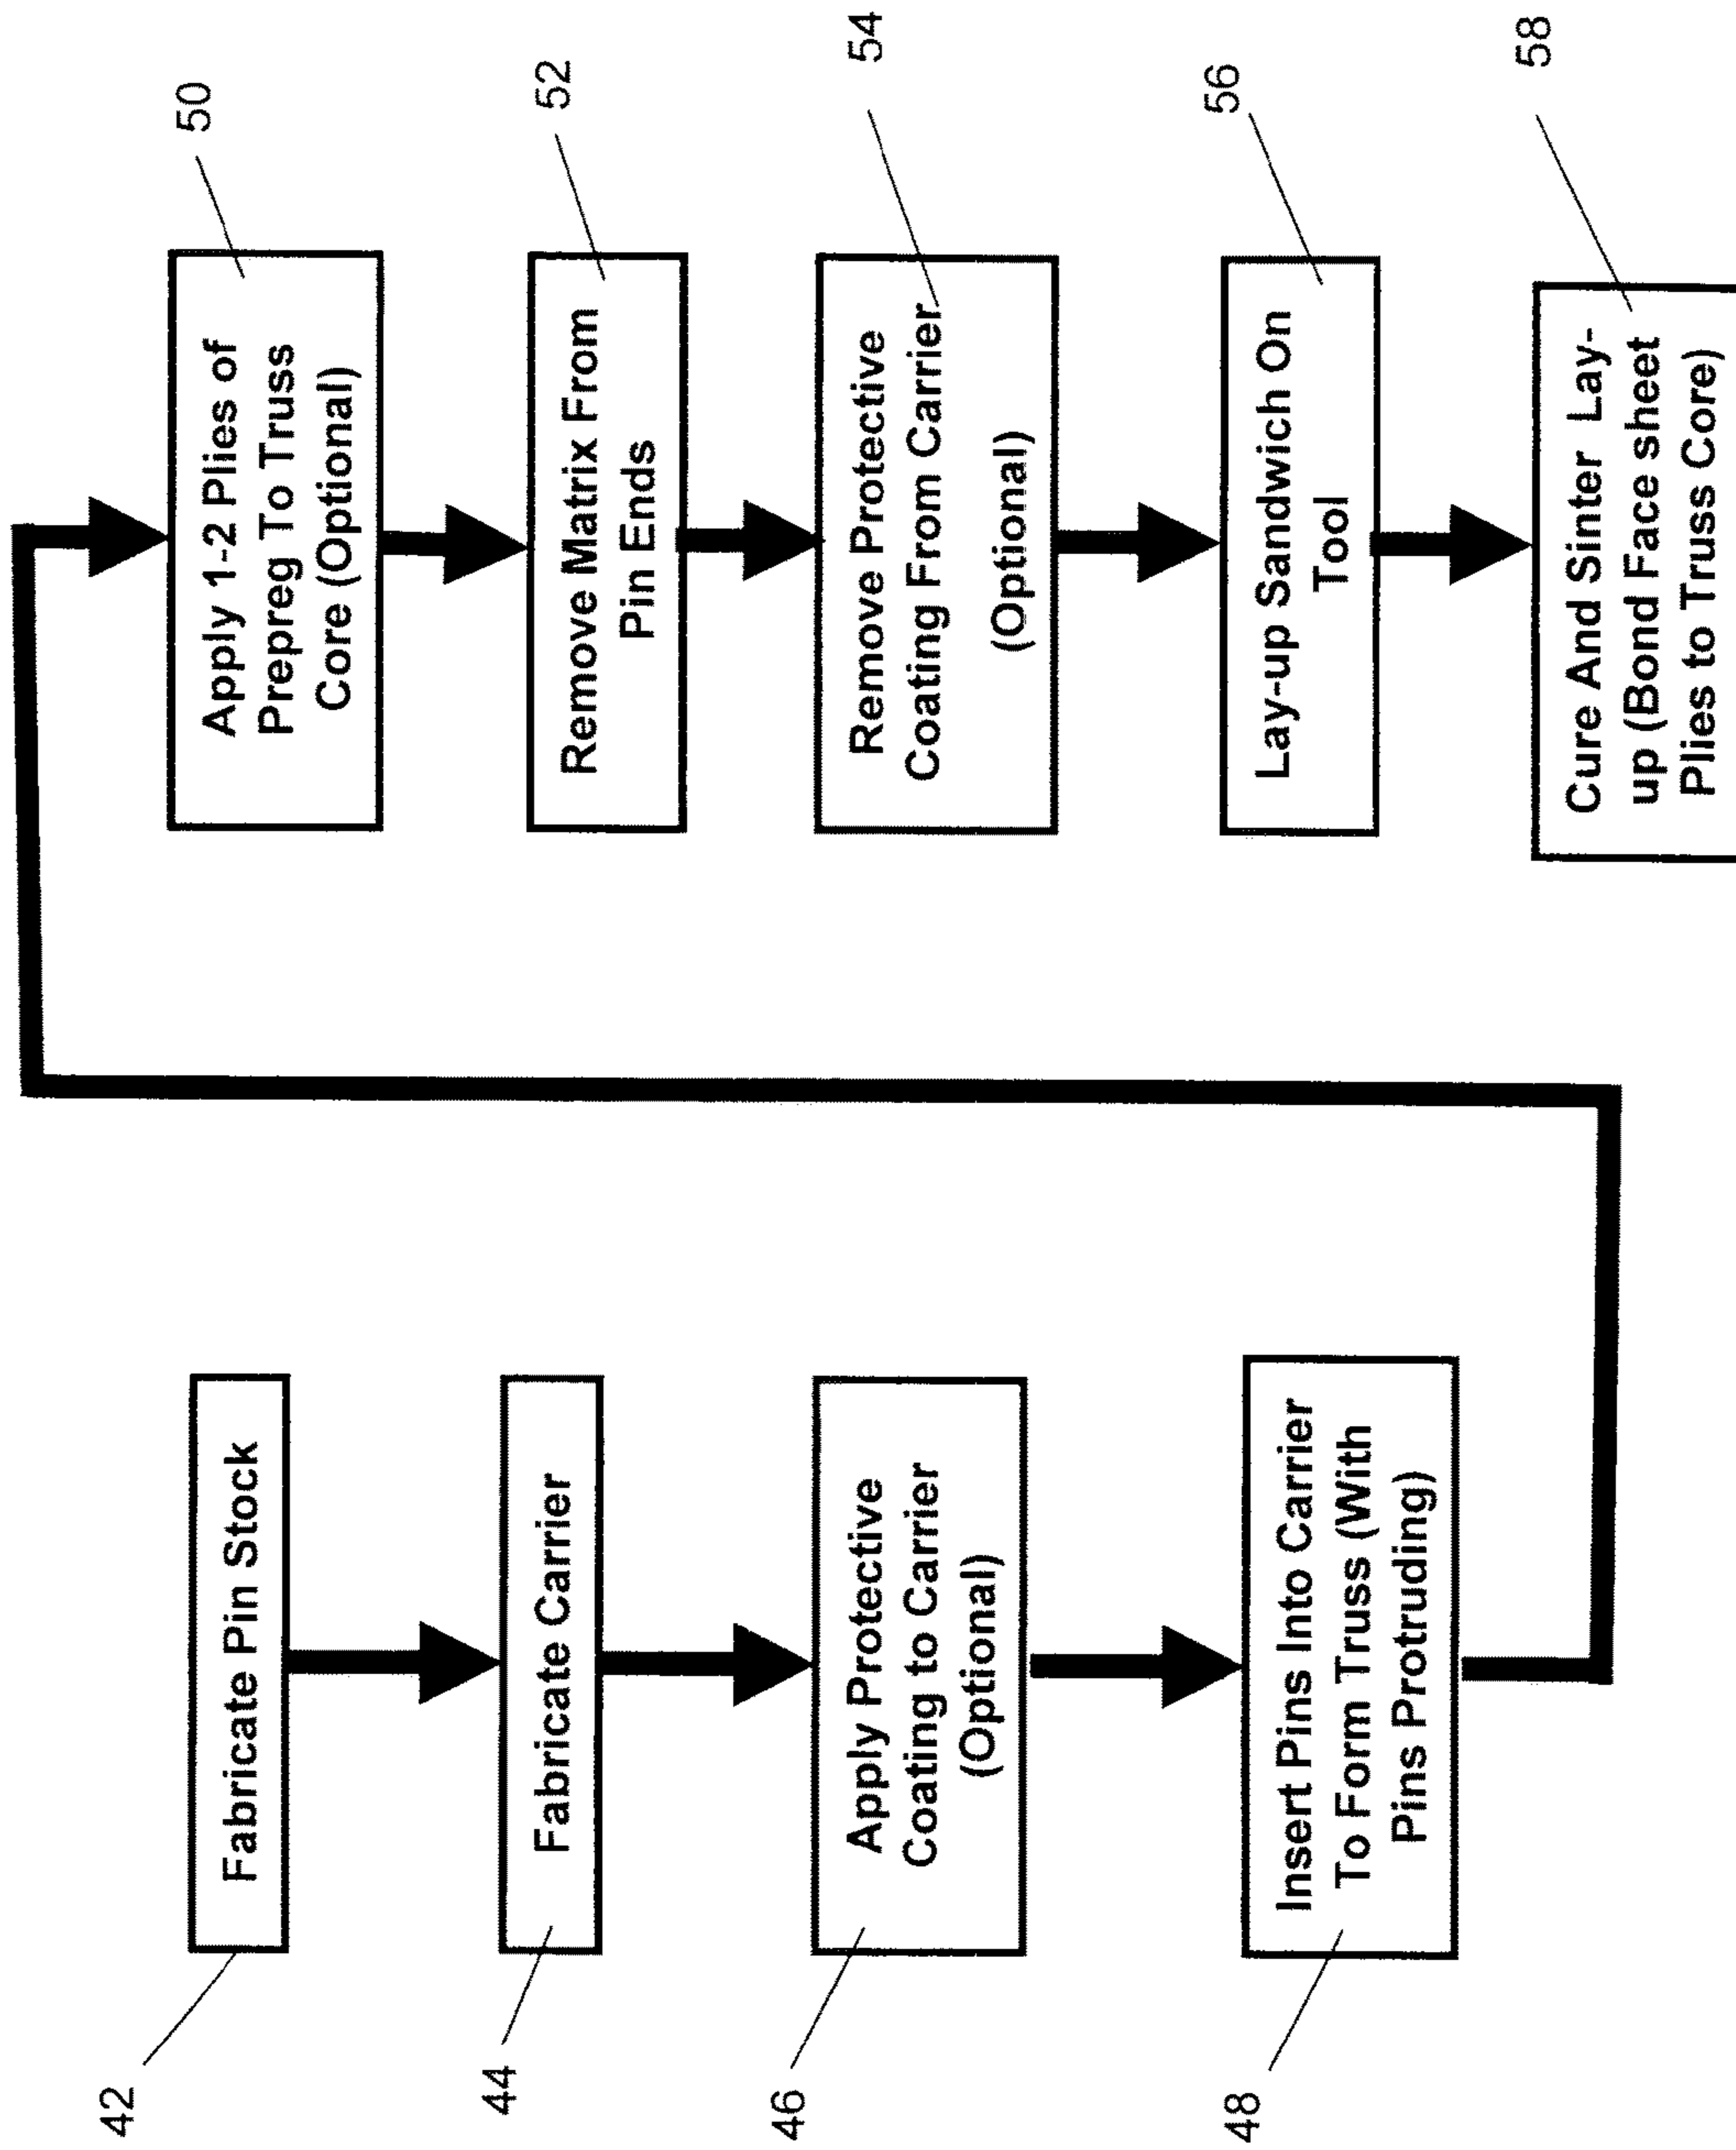 42
Fabricate Pin Stock
44
Fabricate Carrier
46
Apply Protective
Coating to Carrier
(Optional)
48
Insert Pins Into Carrier
To Form Truss (With
Pins Protruding)
50
Apply 1-2 Plies of
Prepreg To Truss
Core (Optional)
52
Remove Matrix From
Pin Ends
54
Remove Protective
Coating From Carrier
(Optional)
56
Lay-up Sandwich On
Tool
58
Cure And Sinter Lay-
up (Bond Face sheet
Plies to Truss Core)